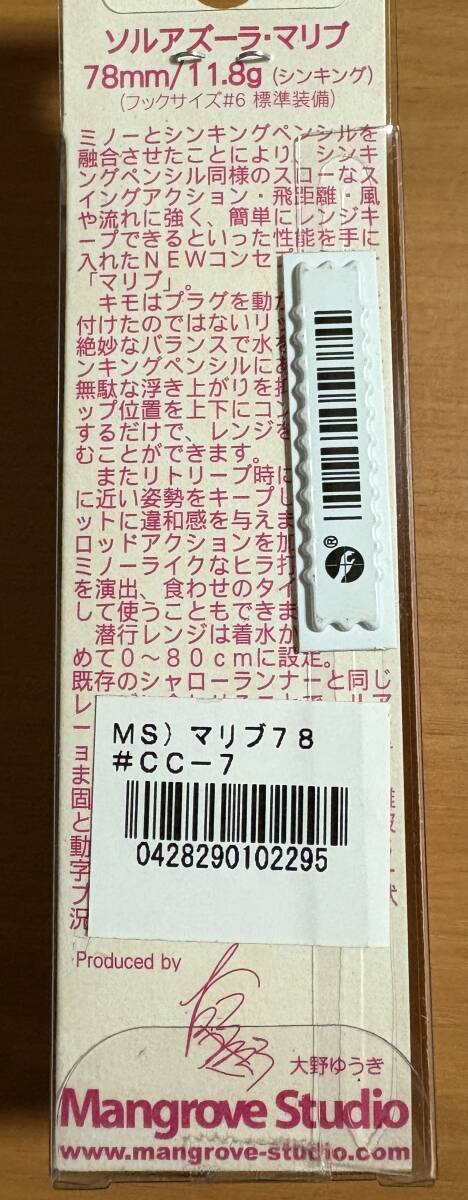 ソルアズーラ・マリブ
78mm/11.8g (シンキング)
(フックサイズ#6 標準装備)
ミノーとシンキングペンシルを
融合させたことにより、シンキ
ングペンシル同様のスローなス
イングアクション・飛距離・風
や流れに強く、簡単にレンジキ
ープできるといった性能を手に
入れたNEWコンセプ
「マリブ」。
キモはプラグを動か
付けたのではないリ
絶妙なバランスで水を
ンキングペンシルにあ
無駄な浮き上がりを抑
ップ位置を上下にコン
するだけで、レンジを
むことができます。
またリトリーブ時に
に近い姿勢をキープし
ットに違和感を与えま
ロッドアクションを加
ミノーライクなヒラ打
を演出、食わせのタイ
して使うこともできま
潜行レンジは着水か
めて0〜80cmに設定。
既存のシャローランナーと同じ
レ
ー
ョ
ま
固
と
動
字
プ
況
MS) マリブ78
#CC-7
0428290102295
Produced by
大野ゆうき
Mangrove Studio
www.mangrove-studio.com